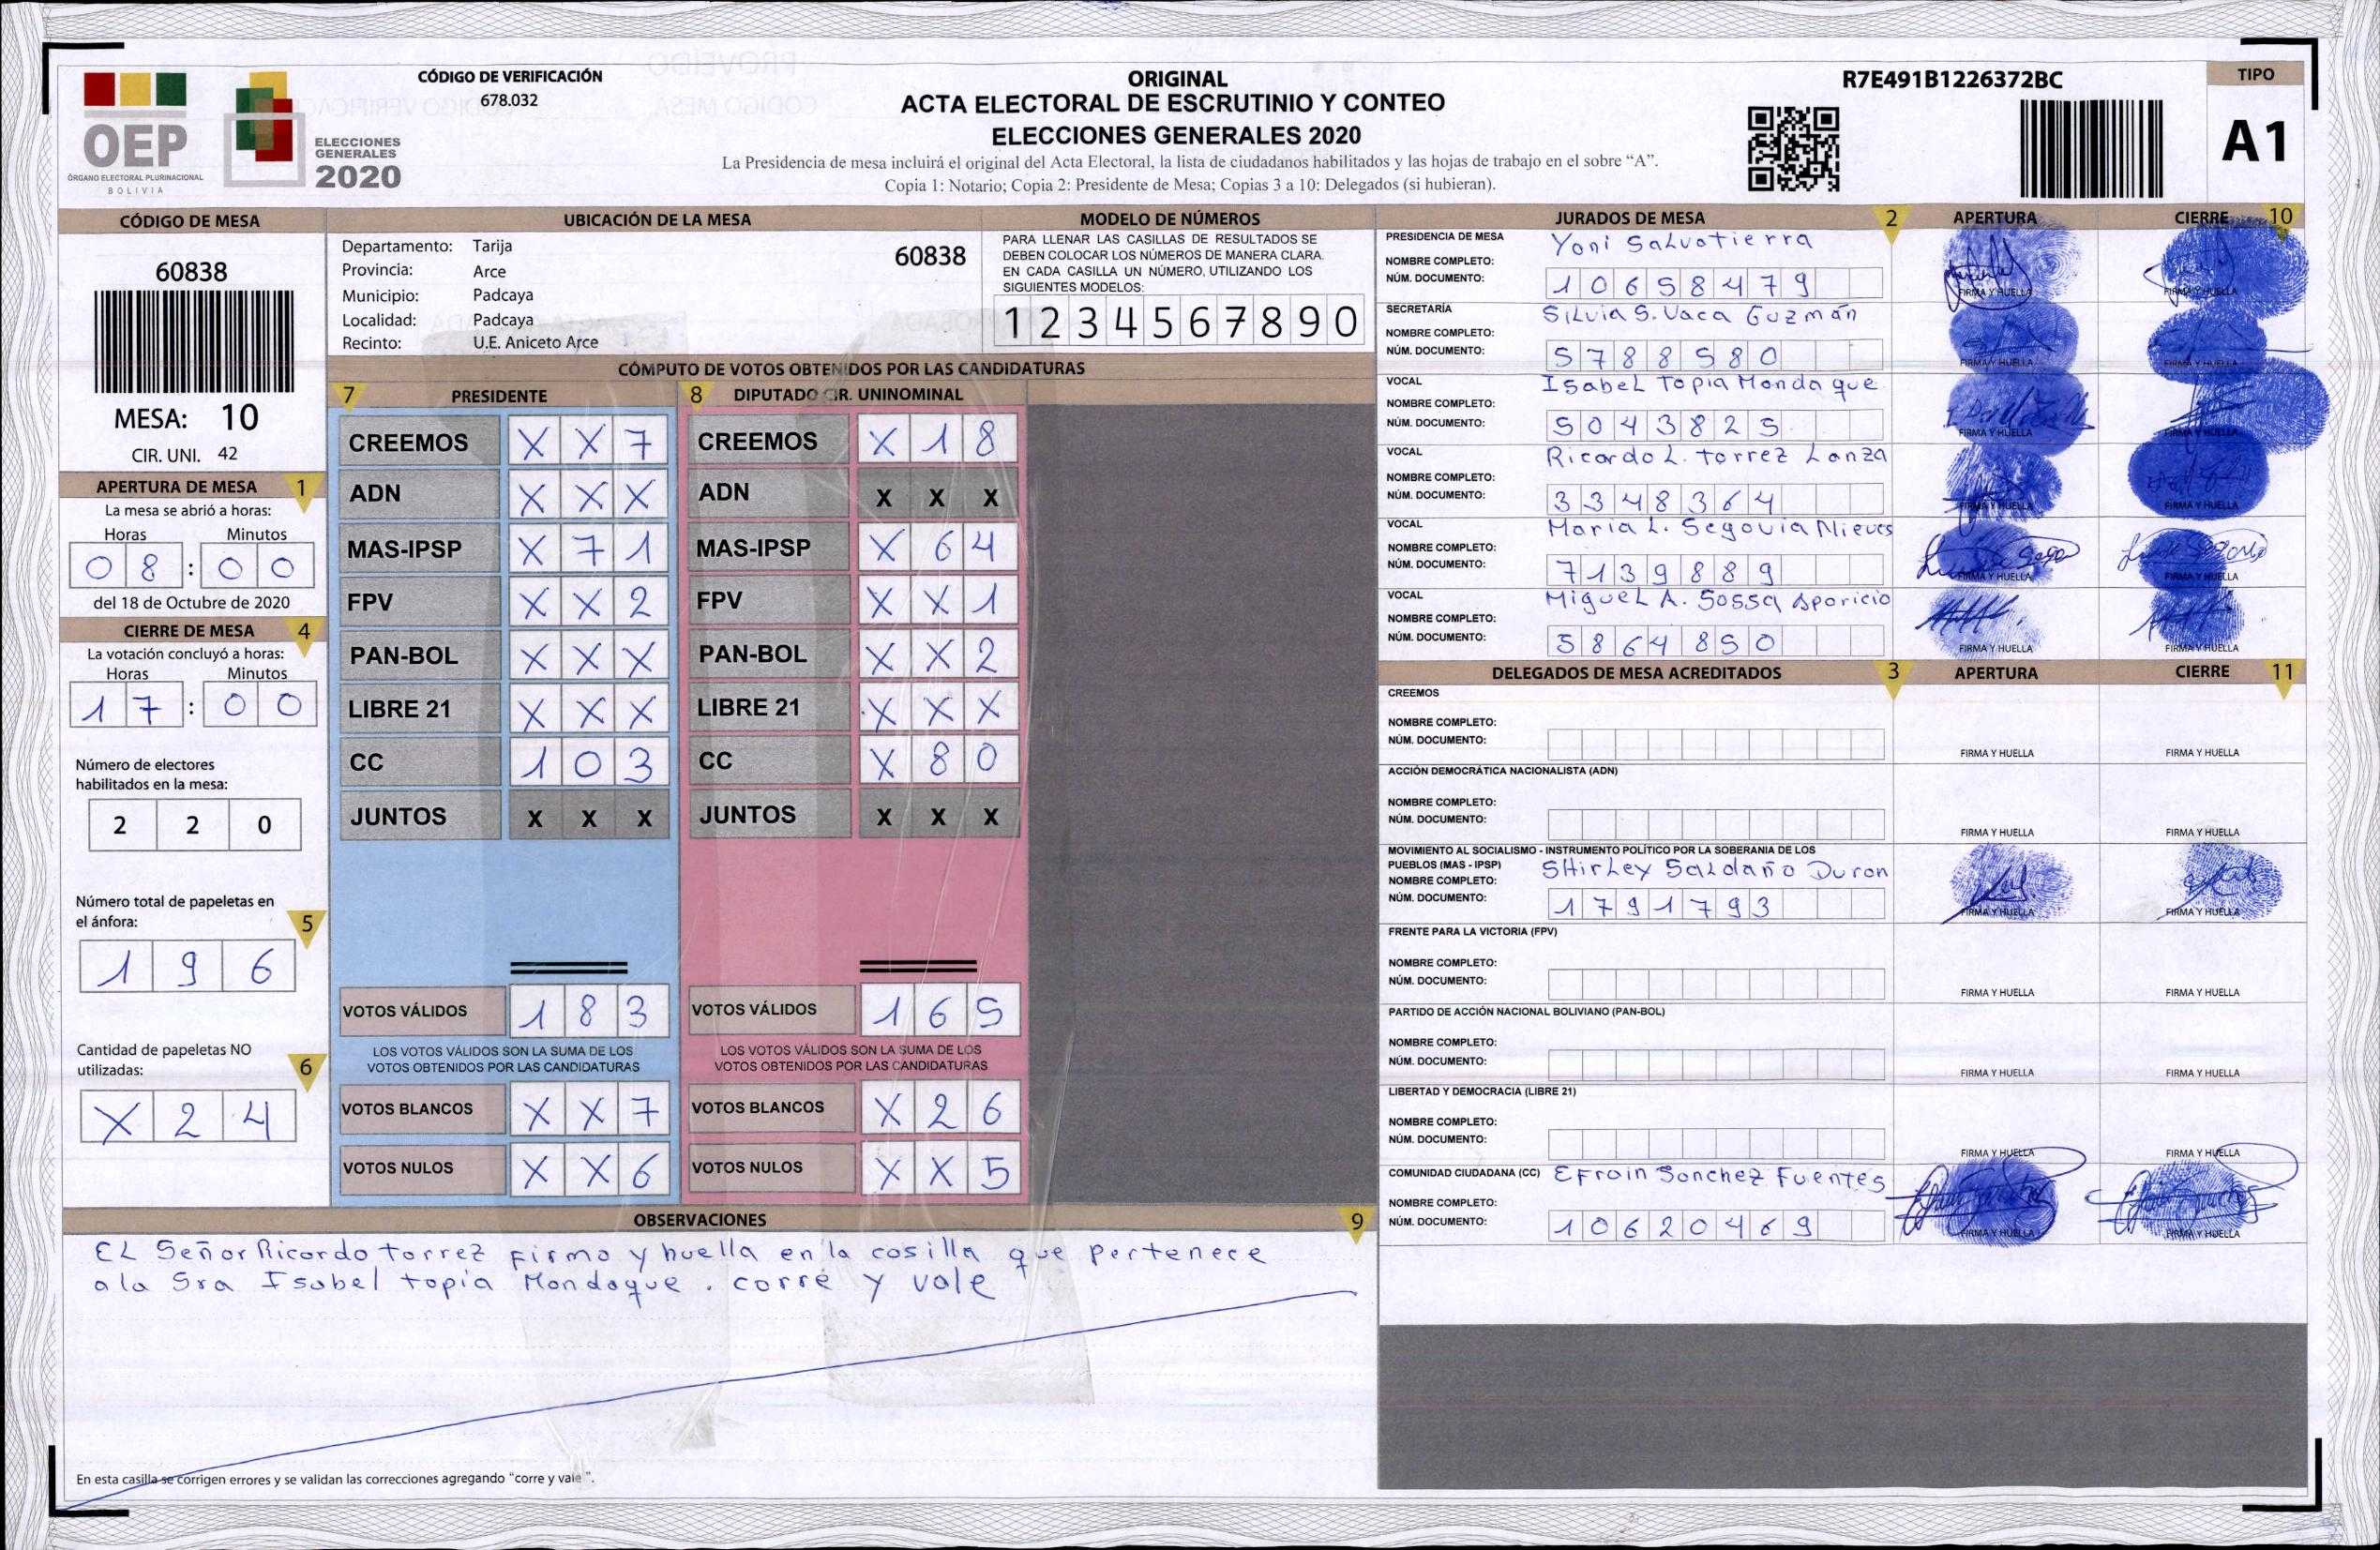 CÓDIGO DE VERIFICACIÓN
678.032
ORIGINAL
ACTA ELECTORAL DE ESCRUTINIO Y CONTEO
ELECCIONES GENERALES 2020
La Presidencia de mesa incluirá el original del Acta Electoral, la lista de ciudadanos habilitados y las hojas de trabajo en el sobre “A”.
Copia 1: Notario; Copia 2: Presidente de Mesa; Copias 3 a 10: Delegados (si hubieran).
R7E491B1226372BC
TIPO
A1
OEP
ÓRGANO ELECTORAL PLURINACIONAL
BOLIVIA
ELECCIONES
GENERALES
2020
CÓDIGO DE MESA
60838
MESA: 10
CIR. UNI. 42
APERTURA DE MESA 1
La mesa se abrió a horas:
Horas Minutos
0 8 : 0 0
del 18 de Octubre de 2020
CIERRE DE MESA 4
La votación concluyó a horas:
Horas Minutos
1 7 : 0 0
Número de electores
habilitados en la mesa:
2 2 0
Número total de papeletas en
el ánfora: 5
1 9 6
Cantidad de papeletas NO
utilizadas: 6
X 2 4
UBICACIÓN DE LA MESA
Departamento: Tarija 60838
Provincia: Arce
Municipio: Padcaya
Localidad: Padcaya
Recinto: U.E. Aniceto Arce
MODELO DE NÚMEROS
PARA LLENAR LAS CASILLAS DE RESULTADOS SE
DEBEN COLOCAR LOS NÚMEROS DE MANERA CLARA.
EN CADA CASILLA UN NÚMERO, UTILIZANDO LOS
SIGUIENTES MODELOS:
1 2 3 4 5 6 7 8 9 0
CÓMPUTO DE VOTOS OBTENIDOS POR LAS CANDIDATURAS
7 PRESIDENTE
CREEMOS X X 7
ADN X X X
MAS-IPSP X 7 1
FPV X X 2
PAN-BOL X X X
LIBRE 21 X X X
CC 1 0 3
JUNTOS X X X
VOTOS VÁLIDOS 1 8 3
LOS VOTOS VÁLIDOS SON LA SUMA DE LOS
VOTOS OBTENIDOS POR LAS CANDIDATURAS
VOTOS BLANCOS X X 7
VOTOS NULOS X X 6
8 DIPUTADO CIR. UNINOMINAL
CREEMOS X 1 8
ADN X X X
MAS-IPSP X 6 4
FPV X X 1
PAN-BOL X X 2
LIBRE 21 X X X
CC X 8 0
JUNTOS X X X
VOTOS VÁLIDOS 1 6 5
LOS VOTOS VÁLIDOS SON LA SUMA DE LOS
VOTOS OBTENIDOS POR LAS CANDIDATURAS
VOTOS BLANCOS X 2 6
VOTOS NULOS X X 5
OBSERVACIONES 9
EL Señor Ricardo torrez firmo y huella en la casilla que pertenece
a la Sra Isabel topia Mondaque . corre y vale
En esta casilla se corrigen errores y se validan las correcciones agregando “corre y vale”.
JURADOS DE MESA 2 APERTURA CIERRE 10
PRESIDENCIA DE MESA Yoni Salvatierra
NOMBRE COMPLETO:
NÚM. DOCUMENTO: 1 0 6 5 8 4 7 9
FIRMA Y HUELLA FIRMA Y HUELLA
SECRETARÍA SiLvia S. Vaca Guzmán
NOMBRE COMPLETO:
NÚM. DOCUMENTO: 5 7 8 8 5 8 0
FIRMA Y HUELLA FIRMA Y HUELLA
VOCAL IsabeL topia Mondaque
NOMBRE COMPLETO:
NÚM. DOCUMENTO: 5 0 4 3 8 2 5
FIRMA Y HUELLA FIRMA Y HUELLA
VOCAL Ricardo L. torrez Lanza
NOMBRE COMPLETO:
NÚM. DOCUMENTO: 3 3 4 8 3 6 4
FIRMA Y HUELLA FIRMA Y HUELLA
VOCAL Maria L. Segovia Nieves
NOMBRE COMPLETO:
NÚM. DOCUMENTO: 7 1 3 9 8 8 9
FIRMA Y HUELLA FIRMA Y HUELLA
VOCAL MigueL A. Sossa Aparicio
NOMBRE COMPLETO:
NÚM. DOCUMENTO: 5 8 6 4 8 5 0
FIRMA Y HUELLA FIRMA Y HUELLA
DELEGADOS DE MESA ACREDITADOS 3 APERTURA CIERRE 11
CREEMOS
NOMBRE COMPLETO:
NÚM. DOCUMENTO:
FIRMA Y HUELLA FIRMA Y HUELLA
ACCIÓN DEMOCRÁTICA NACIONALISTA (ADN)
NOMBRE COMPLETO:
NÚM. DOCUMENTO:
FIRMA Y HUELLA FIRMA Y HUELLA
MOVIMIENTO AL SOCIALISMO - INSTRUMENTO POLÍTICO POR LA SOBERANIA DE LOS
PUEBLOS (MAS - IPSP) SHirLey SaLdaño Duron
NOMBRE COMPLETO:
NÚM. DOCUMENTO: 1 7 9 1 7 9 3
FIRMA Y HUELLA FIRMA Y HUELLA
FRENTE PARA LA VICTORIA (FPV)
NOMBRE COMPLETO:
NÚM. DOCUMENTO:
FIRMA Y HUELLA FIRMA Y HUELLA
PARTIDO DE ACCIÓN NACIONAL BOLIVIANO (PAN-BOL)
NOMBRE COMPLETO:
NÚM. DOCUMENTO:
FIRMA Y HUELLA FIRMA Y HUELLA
LIBERTAD Y DEMOCRACIA (LIBRE 21)
NOMBRE COMPLETO:
NÚM. DOCUMENTO:
FIRMA Y HUELLA FIRMA Y HUELLA
COMUNIDAD CIUDADANA (CC) Efrain Sanchez Fuentes
NOMBRE COMPLETO:
NÚM. DOCUMENTO: 1 0 6 2 0 4 6 9
FIRMA Y HUELLA FIRMA Y HUELLA